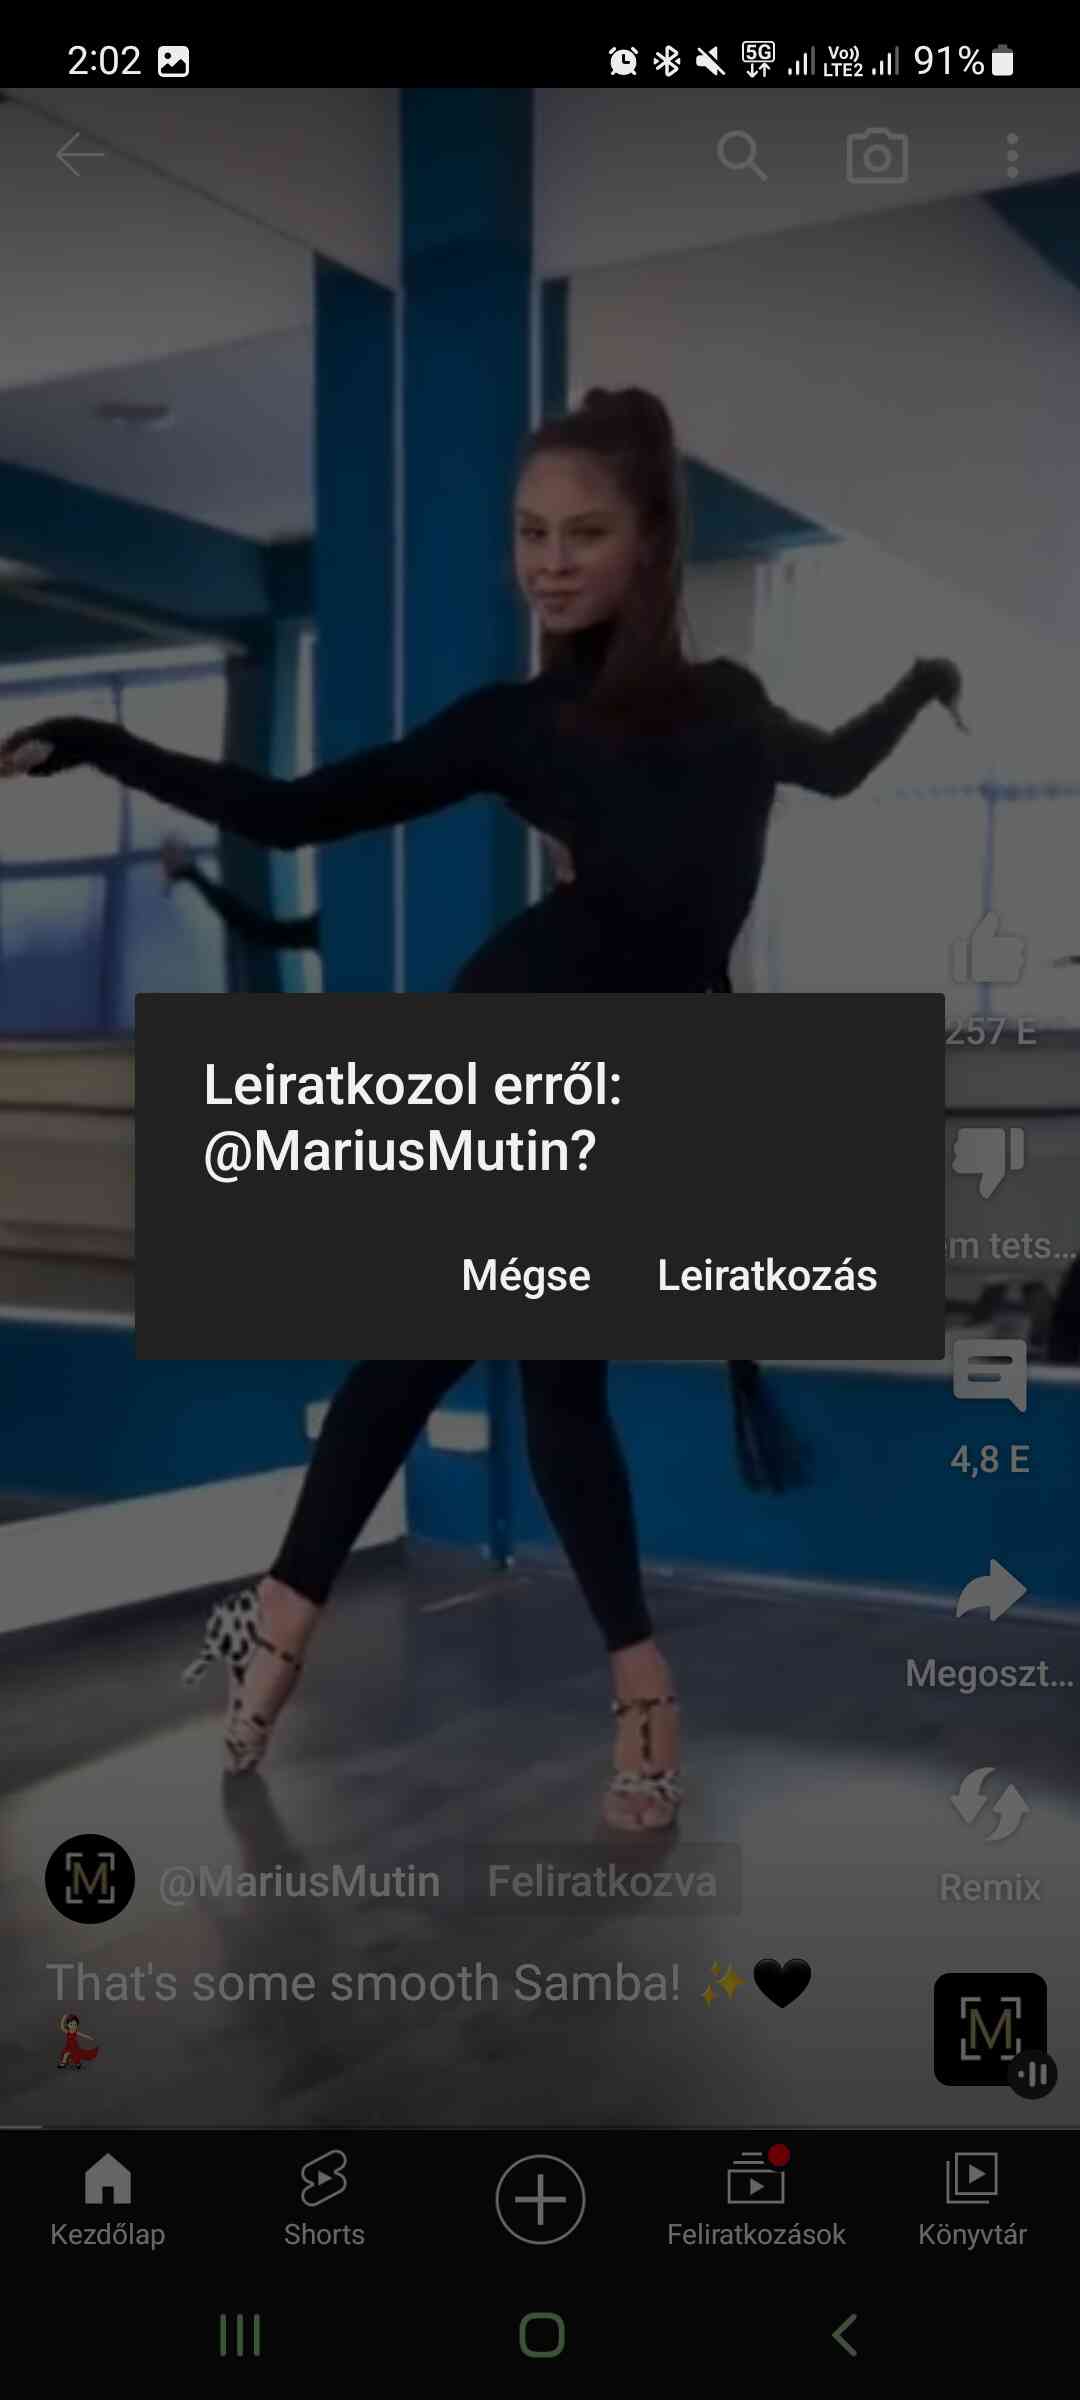 2:02 5G Vo)) LTE2 91%
257 E
Leiratkozol erről:
@MariusMutin?
Mégse Leiratkozás
em tets...
4,8 E
Megoszt...
Remix
M @MariusMutin Feliratkozva
That's some smooth Samba! ✨🖤
💃
M
Kezdőlap Shorts Feliratkozások Könyvtár